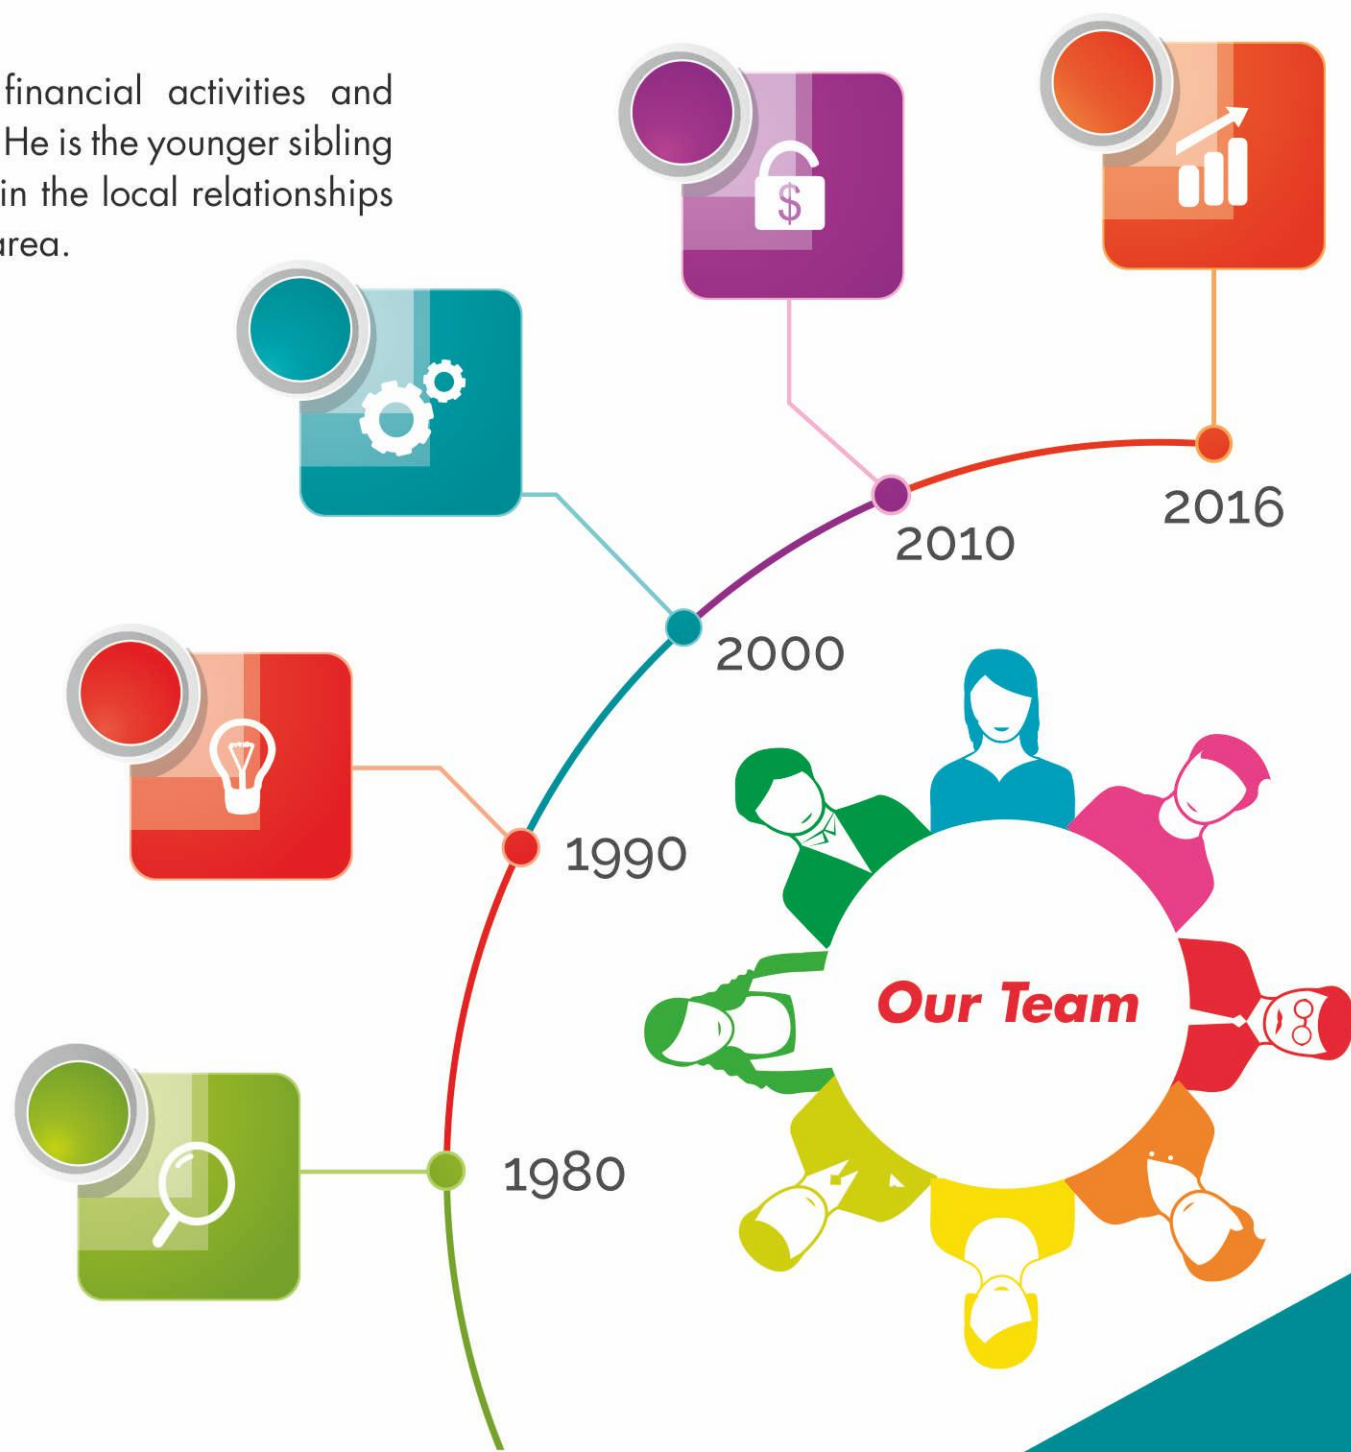 financial activities and
He is the younger sibling
in the local relationships
area.
$
2016
2010
2000
1990
Our Team
1980